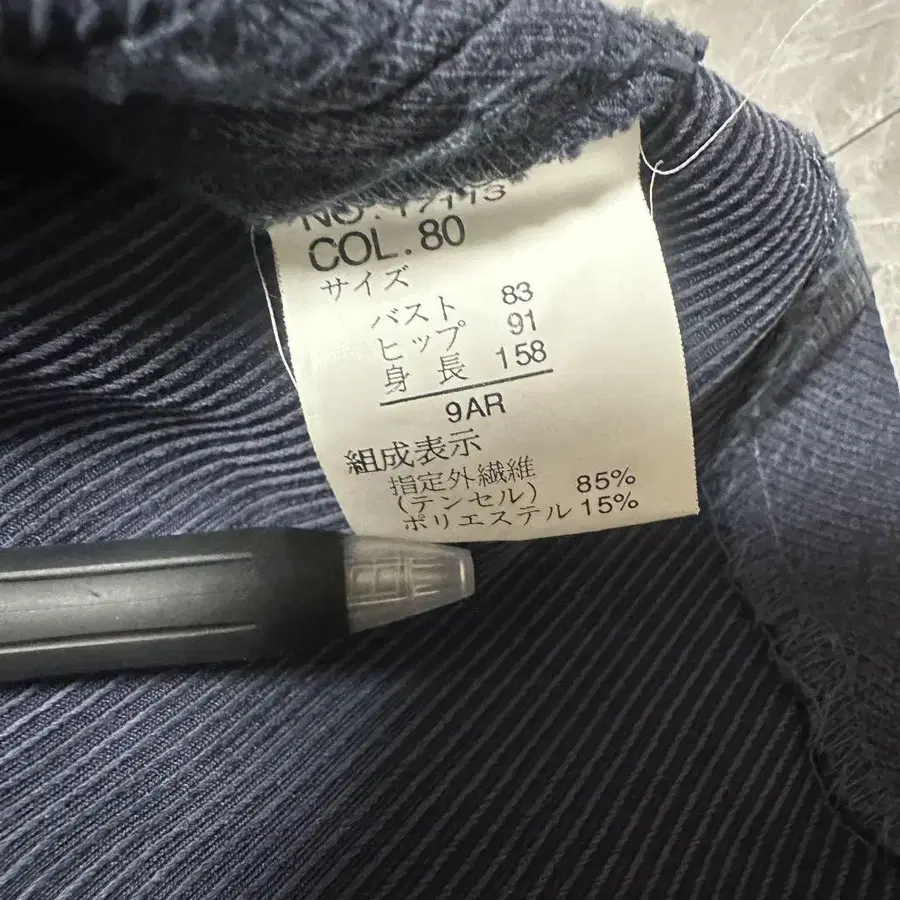 COL.80
サイズ
バスト 83
ヒップ 91
身長 158
9AR
組成表示
指定外繊維
(テンセル) 85%
ポリエステル 15%